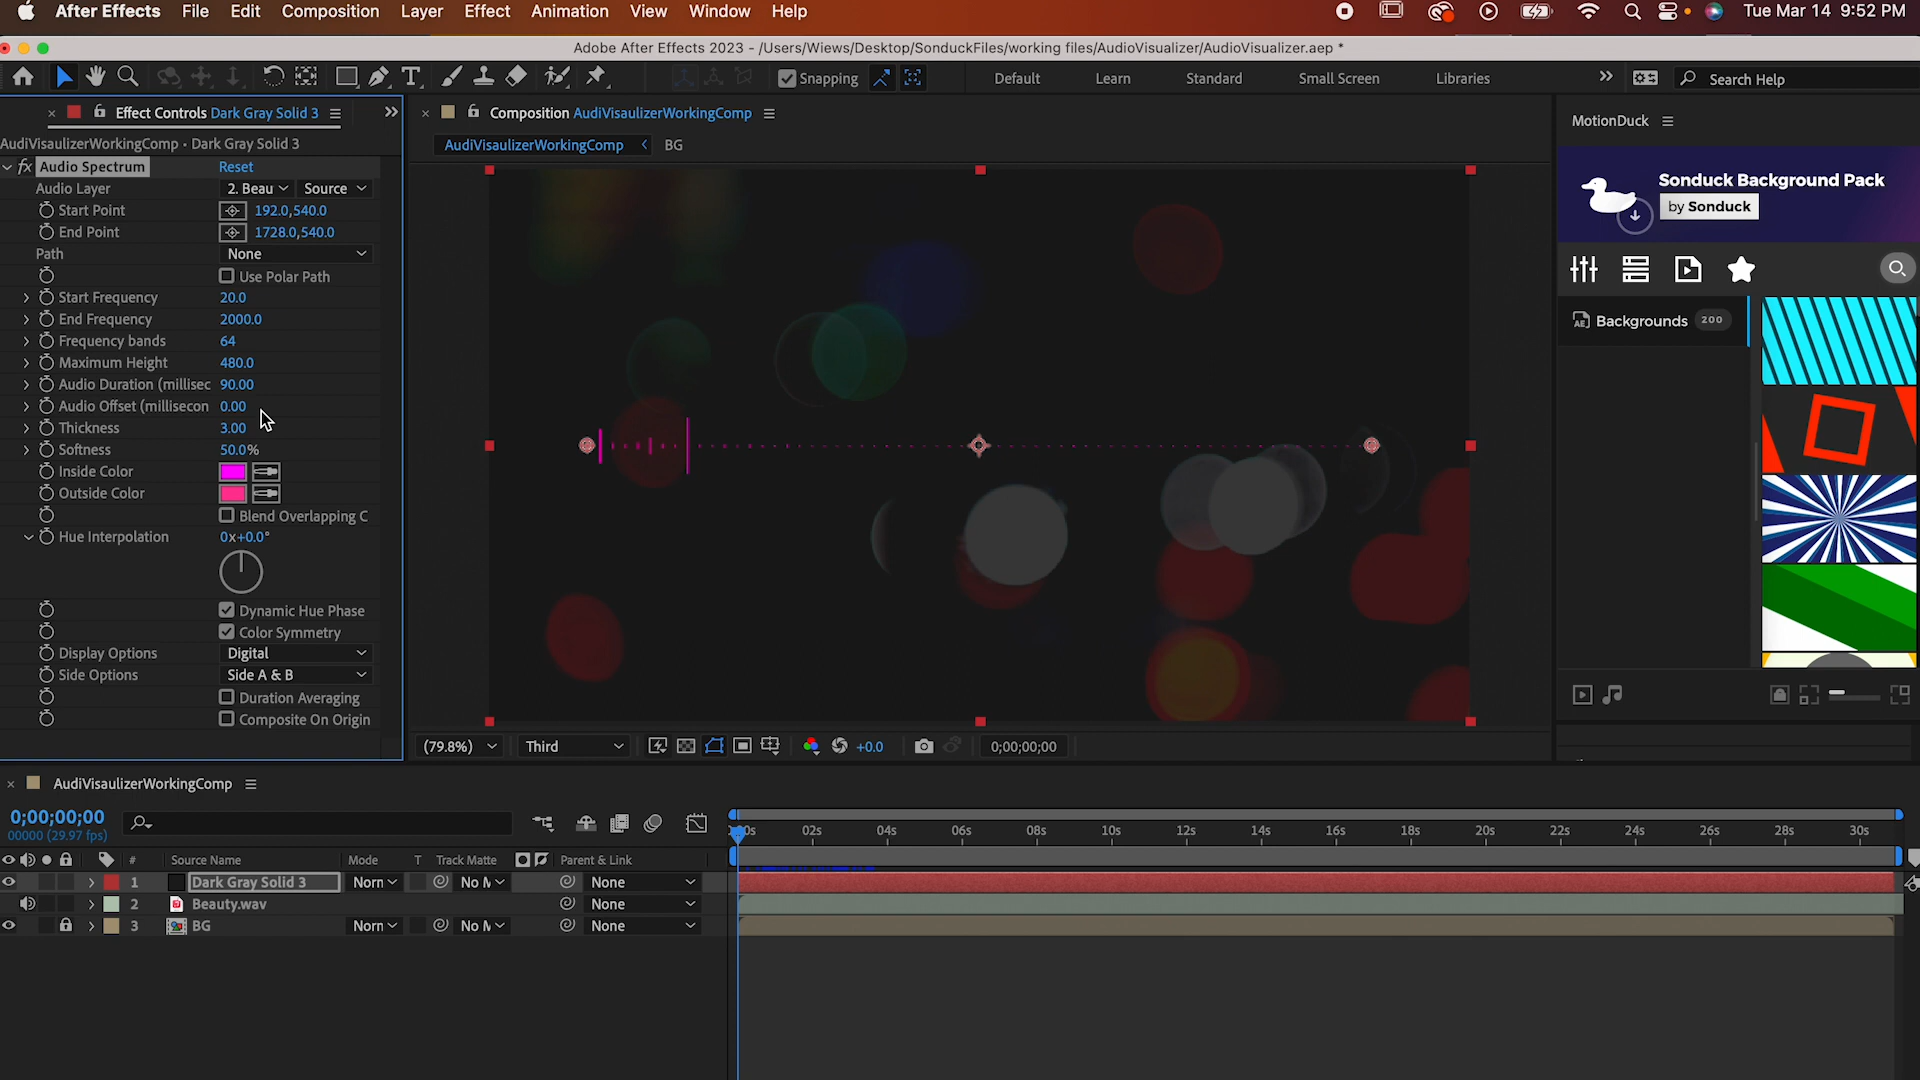 After Effects File Edit Composition Layer Effect Animation View Window Help Tue Mar 14 9:52 PM
Adobe After Effects 2023 - /Users/Wiews/Desktop/SonduckFiles/working files/AudioVisualizer/AudioVisualizer.aep *
Snapping Default Learn Standard Small Screen Libraries Search Help
Effect Controls Dark Gray Solid 3
AudiVisaulizerWorkingComp • Dark Gray Solid 3
fx Audio Spectrum Reset
Audio Layer 2. Beau Source
Start Point 192.0,540.0
End Point 1728.0,540.0
Path None
Use Polar Path
Start Frequency 20.0
End Frequency 2000.0
Frequency bands 64
Maximum Height 480.0
Audio Duration (millisec 90.00
Audio Offset (millisecon 0.00
Thickness 3.00
Softness 50.0%
Inside Color
Outside Color
Blend Overlapping C
Hue Interpolation 0x+0.0°
Dynamic Hue Phase
Color Symmetry
Display Options Digital
Side Options Side A & B
Duration Averaging
Composite On Origin
Composition AudiVisaulizerWorkingComp
AudiVisaulizerWorkingComp BG
(79.8%) Third +0.0 0;00;00;00
MotionDuck
Sonduck Background Pack
by Sonduck
Backgrounds 200
AudiVisaulizerWorkingComp
0;00;00;00
00000 (29.97 fps)
02s 04s 06s 08s 10s 12s 14s 16s 18s 20s 22s 24s 26s 28s 30s
# Source Name Mode T Track Matte Parent & Link
1 Dark Gray Solid 3 Norn No M None
2 Beauty.wav None
3 BG Norn No M None